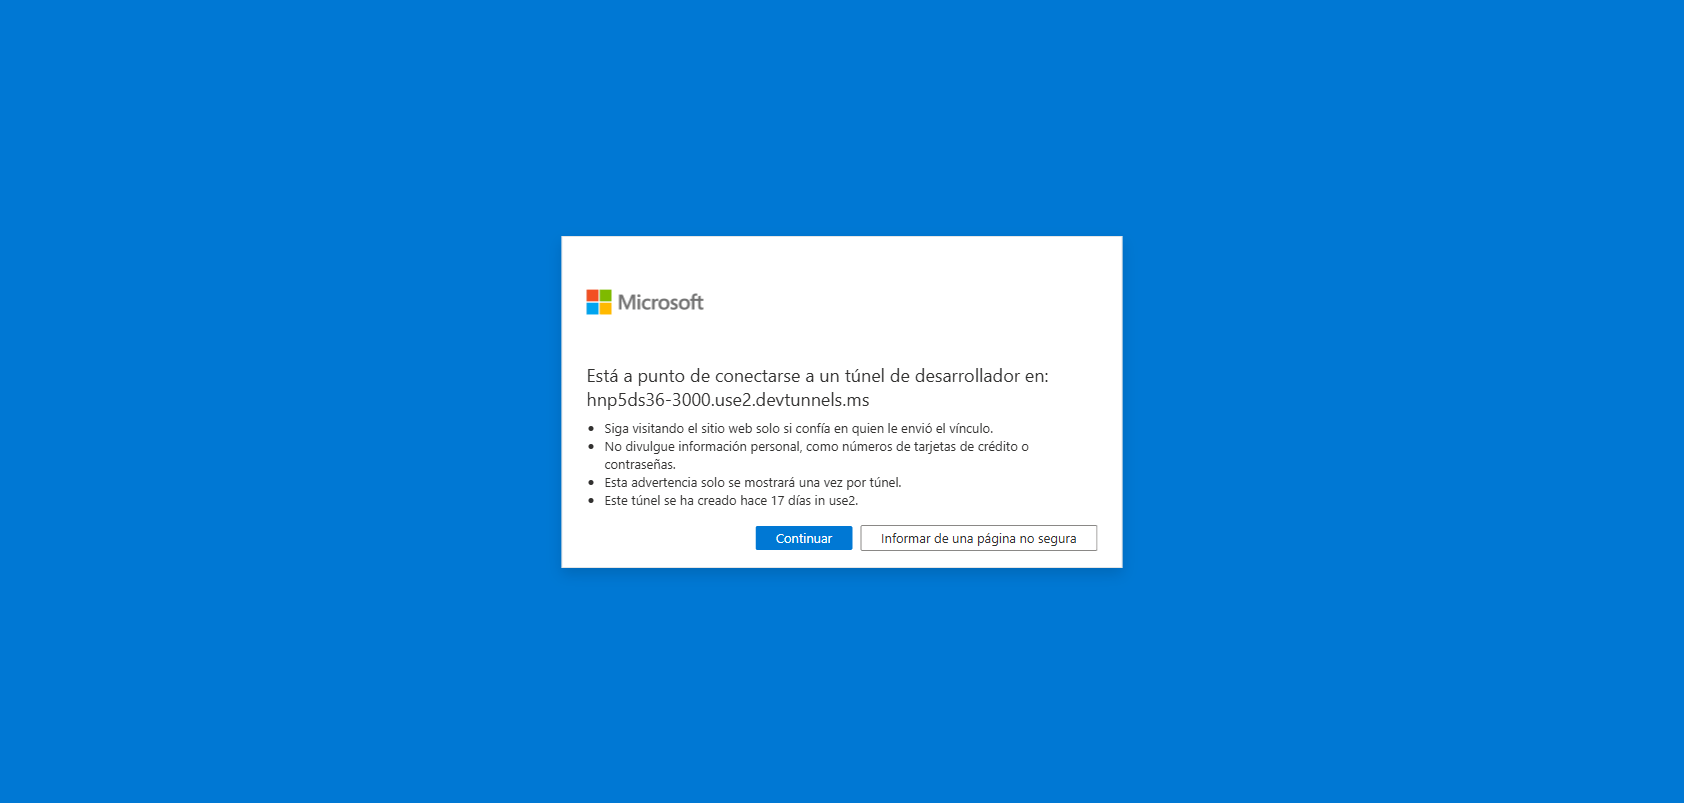 Microsoft
Está a punto de conectarse a un túnel de desarrollador en:
hnp5ds36-3000.use2.devtunnels.ms
• Siga visitando el sitio web solo si confía en quien le envió el vínculo.
• No divulgue información personal, como números de tarjetas de crédito o
contraseñas.
• Esta advertencia solo se mostrará una vez por túnel.
• Este túnel se ha creado hace 17 días in use2.
Continuar
Informar de una página no segura